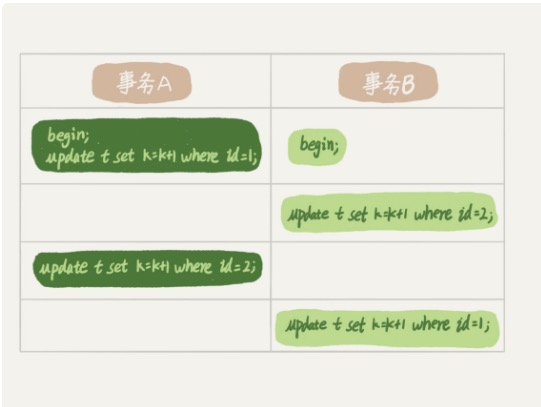 事务A
事务B
begin;
update t set k=k+1 where id=1;
begin;
update t set k=k+1 where id=2;
update t set k=k+1 where id=2;
update t set k=k+1 where id=1;